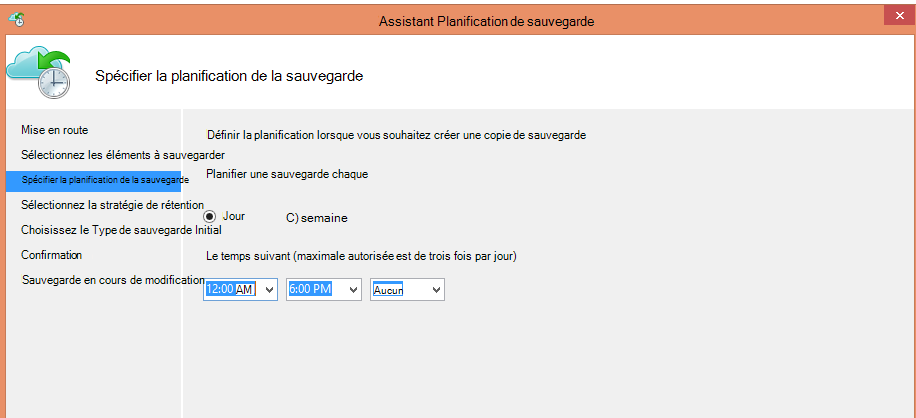 Assistant Planification de sauvegarde
Spécifier la planification de la sauvegarde
Mise en route
Sélectionnez les éléments à sauvegarder
Spécifier la planification de la sauvegarde
Sélectionnez la stratégie de rétention
Choisissez le Type de sauvegarde Initial
Confirmation
Sauvegarde en cours de modification
Définir la planification lorsque vous souhaitez créer une copie de sauvegarde
Planifier une sauvegarde chaque
Jour C) semaine
Le temps suivant (maximale autorisée est de trois fois par jour)
12:00 AM 6:00 PM Aucun